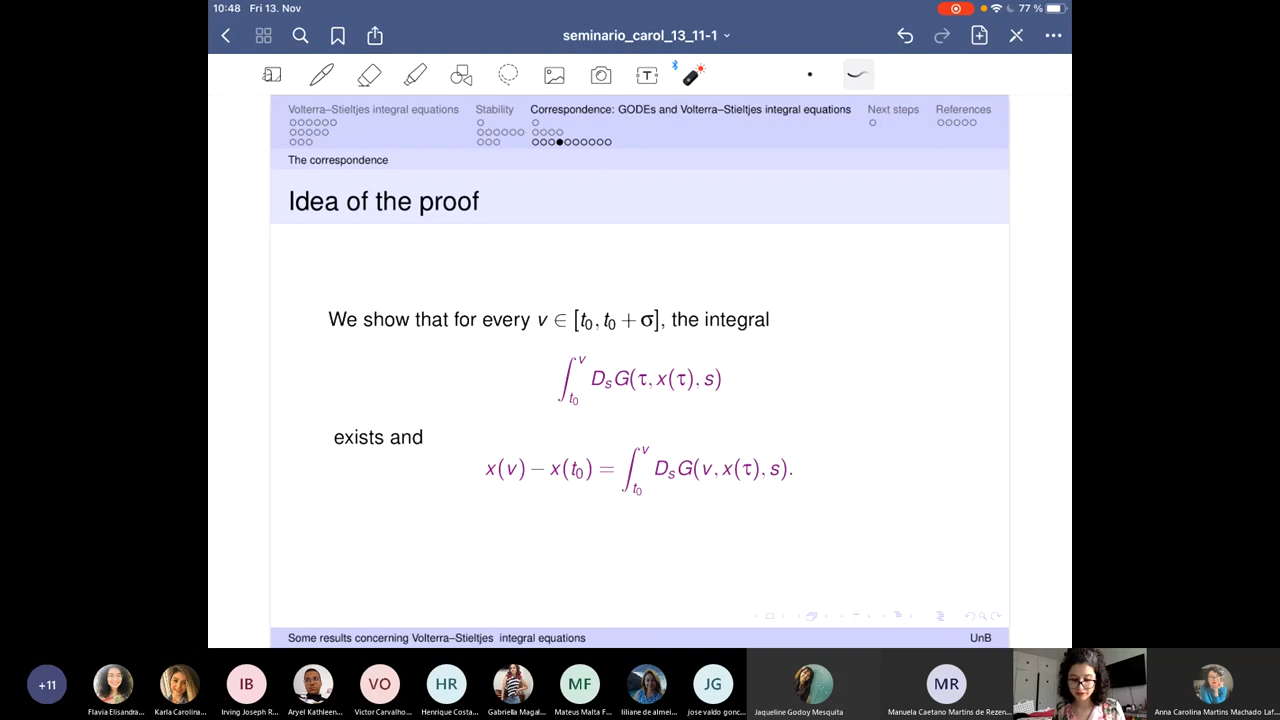 10:48 Fri 13. Nov
77 %
seminario_carol_13_11-1
T
Volterra–Stieltjes integral equations
Stability
Correspondence: GODEs and Volterra–Stieltjes integral equations
Next steps
References
The correspondence
Idea of the proof
We show that for every v ∈ [t₀, t₀ + σ], the integral
∫_{t₀}^{v} D_s G(τ, x(τ), s)
exists and
x(v) − x(t₀) = ∫_{t₀}^{v} D_s G(v, x(τ), s).
Some results concerning Volterra–Stieltjes integral equations
UnB
+11
IB
VO
HR
MF
JG
MR
Flavia Elisandra...
Karla Carolina...
Irving Joseph R...
Aryel Kathleen...
Victor Carvalho...
Henrique Costa...
Gabriella Magal...
Mateus Malta F...
liliane de almei...
jose valdo gonc...
Jaqueline Godoy Mesquita
Manuela Caetano Martins de Rezen...
Anna Carolina Martins Machado Laf...